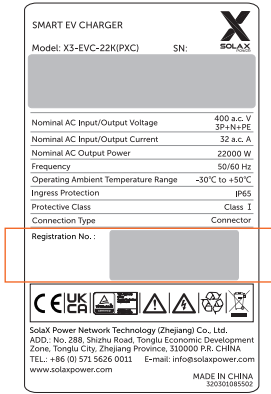 SMART EV CHARGER
Model: X3-EVC-22K(PXC) SN:
SOLAX
POWER
Nominal AC Input/Output Voltage 400 a.c. V
3P+N+PE
Nominal AC Input/Output Current 32 a.c. A
Nominal AC Output Power 22000 W
Frequency 50/60 Hz
Operating Ambient Temperature Range -30℃ to +50℃
Ingress Protection IP65
Protective Class Class I
Connection Type Connector
Registration No. :
CE UK CA
SolaX Power Network Technology (Zhejiang) Co., Ltd.
ADD.: No. 288, Shizhu Road, Tonglu Economic Development
Zone, Tonglu City, Zhejiang Province, 310000 P.R. CHINA
TEL.: +86 (0) 571 5626 0011 E-mail: info@solaxpower.com
www.solaxpower.com
MADE IN CHINA
320301085502